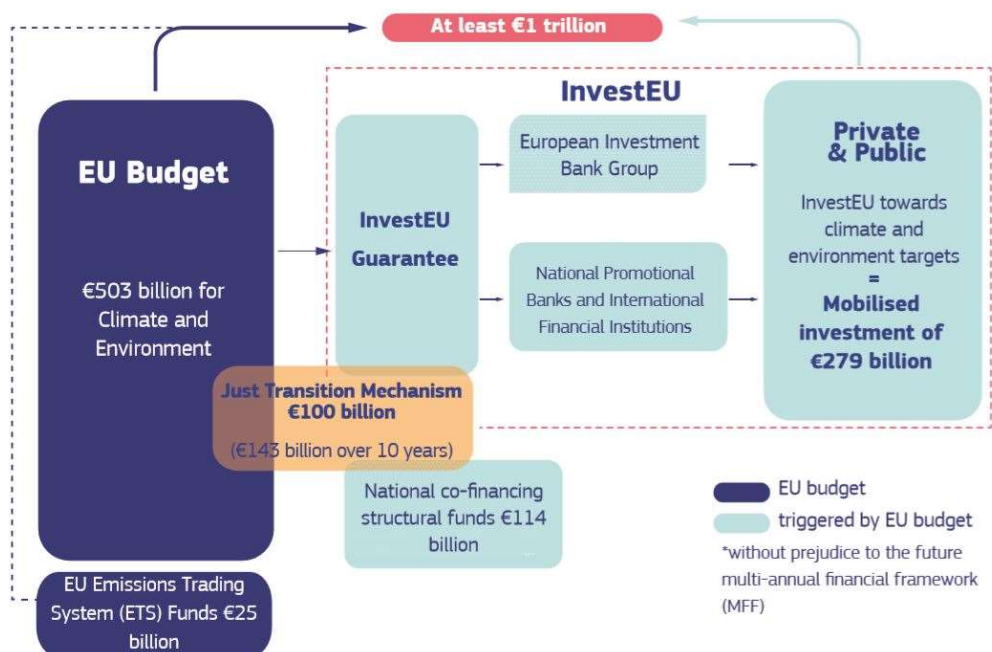 At least €1 trillion
EU Budget
€503 billion for
Climate and
Environment
InvestEU
InvestEU
Guarantee
European Investment
Bank Group
National Promotional
Banks and International
Financial Institutions
Private
& Public
InvestEU towards
climate and
environment targets
=
Mobilised
investment of
€279 billion
Just Transition Mechanism
€100 billion
(€143 billion over 10 years)
National co-financing
structural funds €114
billion
EU Emissions Trading
System (ETS) Funds €25
billion
EU budget
triggered by EU budget
*without prejudice to the future
multi-annual financial framework
(MFF)